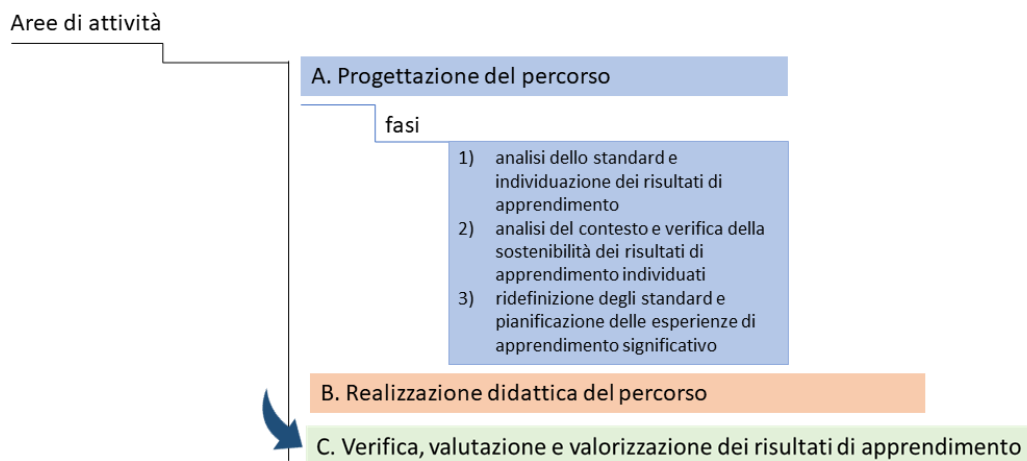 Aree di attività
A. Progettazione del percorso
fasi
1) analisi dello standard e
individuazione dei risultati di
apprendimento
2) analisi del contesto e verifica della
sostenibilità dei risultati di
apprendimento individuati
3) ridefinizione degli standard e
pianificazione delle esperienze di
apprendimento significativo
B. Realizzazione didattica del percorso
C. Verifica, valutazione e valorizzazione dei risultati di apprendimento